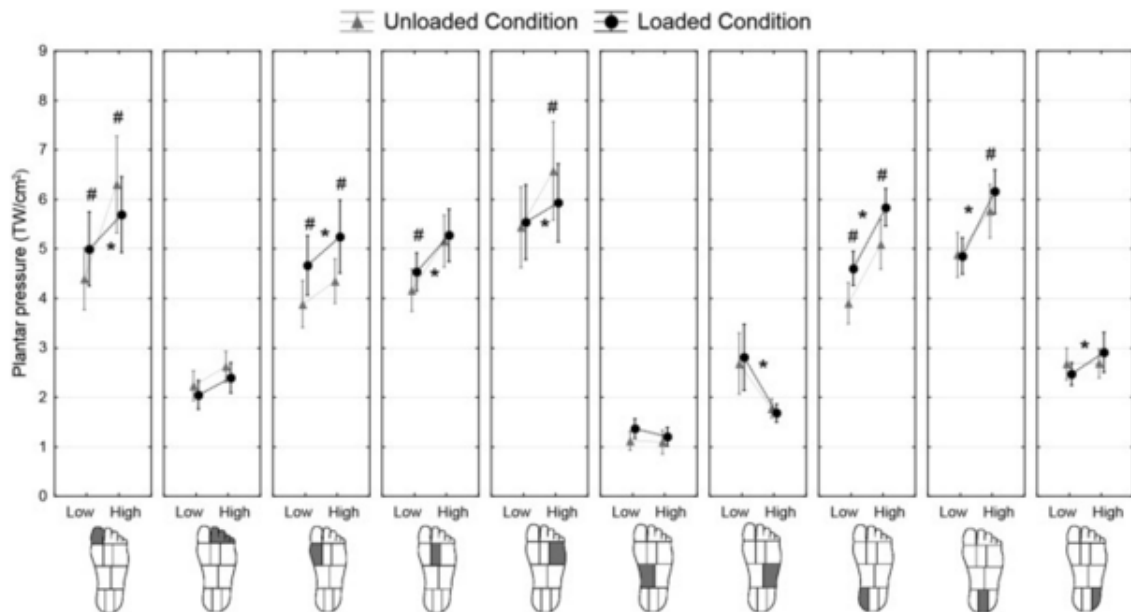 Unloaded Condition Loaded Condition
Plantar pressure (TW/cm²)
9
8
7
6
5
4
3
2
1
0
# # # # # # # # #
* * * * * * * *
Low High Low High Low High Low High Low High Low High Low High Low High Low High Low High